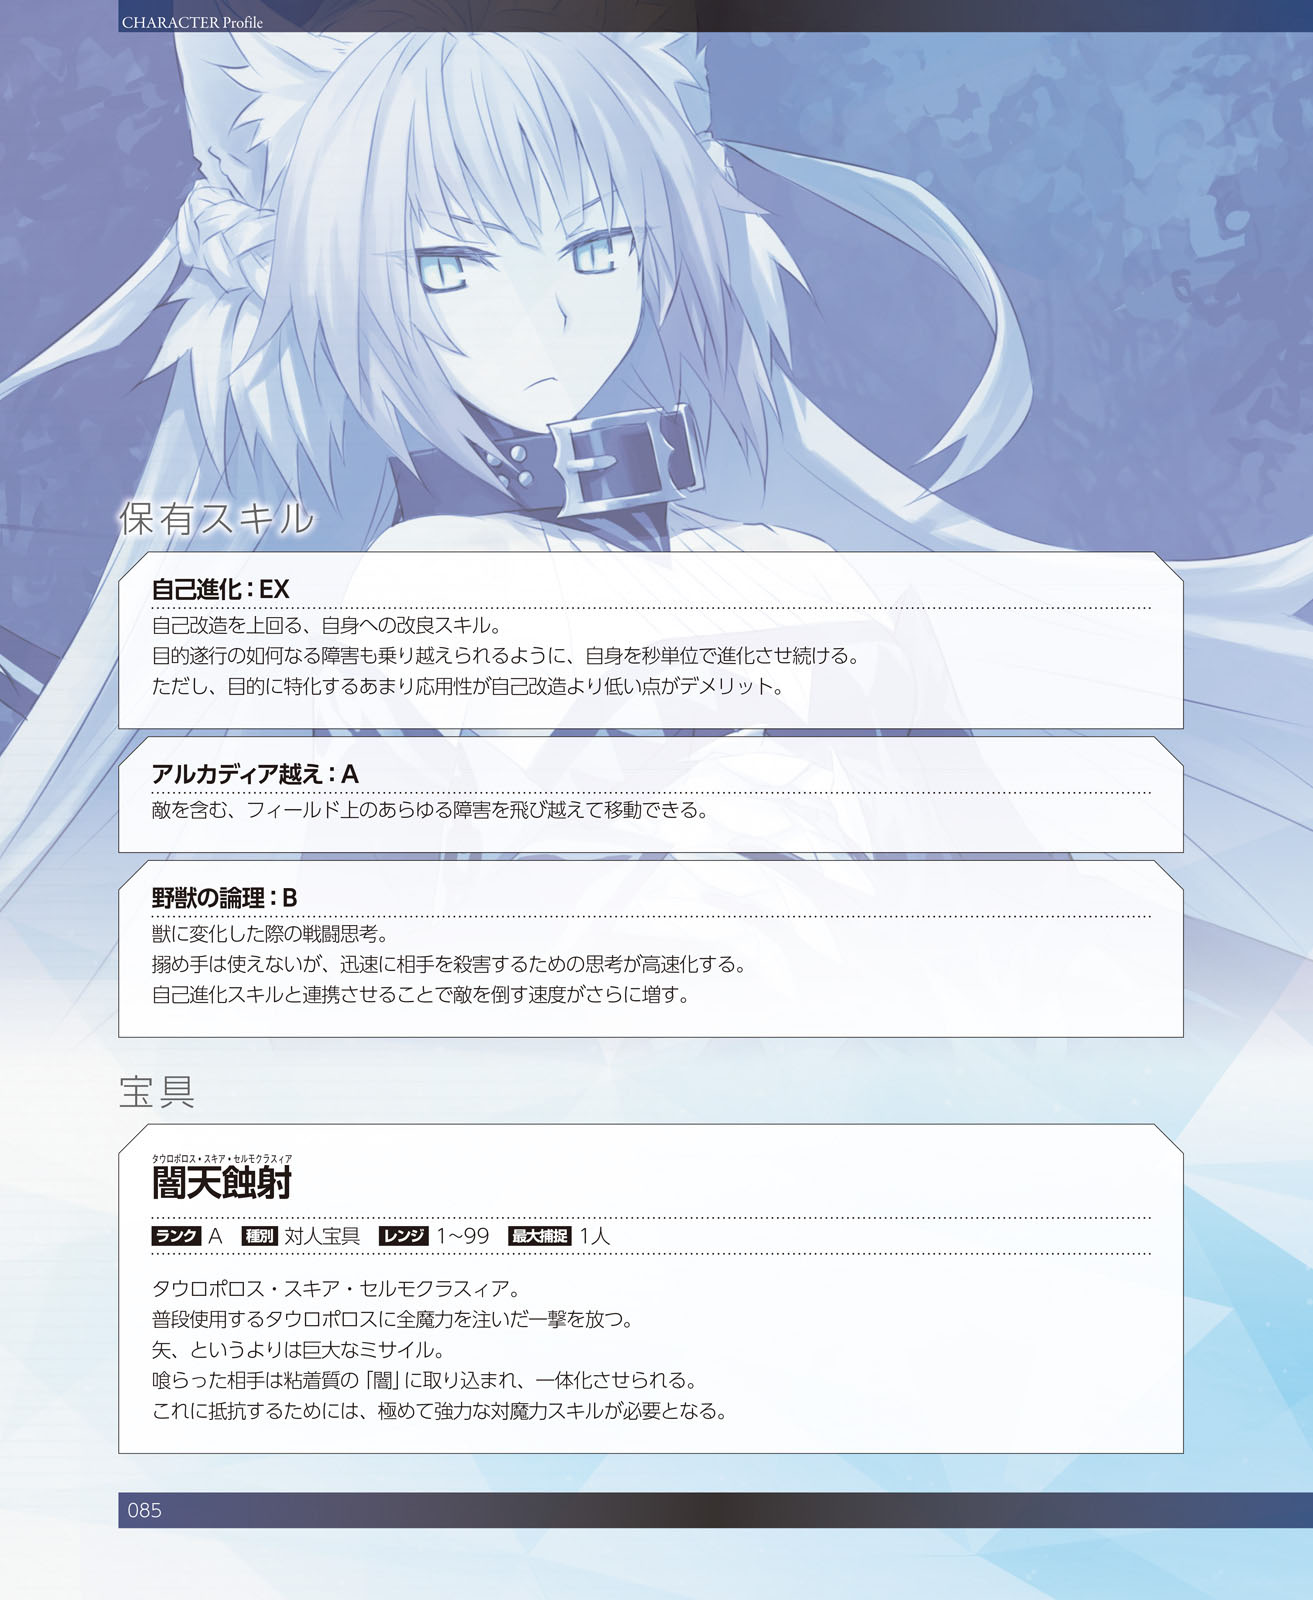 CHARACTER Profile
保有スキル
自己進化：EX
自己改造を上回る、自身への改良スキル。
目的遂行の如何なる障害も乗り越えられるように、自身を秒単位で進化させ続ける。
ただし、目的に特化するあまり応用性が自己改造より低い点がデメリット。
アルカディア越え：A
敵を含む、フィールド上のあらゆる障害を飛び越えて移動できる。
野獣の論理：B
獣に変化した際の戦闘思考。
搦め手は使えないが、迅速に相手を殺害するための思考が高速化する。
自己進化スキルと連携させることで敵を倒す速度がさらに増す。
宝具
タウロポロス・スキア・セルモクラスィア
闇天蝕射
ランク A 種別 対人宝具 レンジ 1～99 最大捕捉 1人
タウロポロス・スキア・セルモクラスィア。
普段使用するタウロポロスに全魔力を注いだ一撃を放つ。
矢、というよりは巨大なミサイル。
喰らった相手は粘着質の「闇」に取り込まれ、一体化させられる。
これに抵抗するためには、極めて強力な対魔力スキルが必要となる。
085